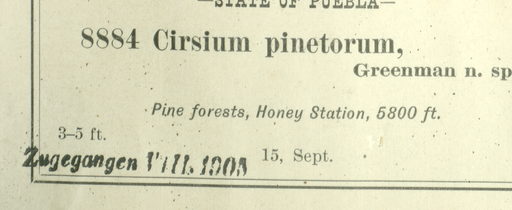 —STATE OF PUEBLA—
8884 Cirsium pinetorum,
Greenman n. sp
Pine forests, Honey Station, 5800 ft.
3–5 ft.
Zugegangen VIII. 1905
15, Sept.